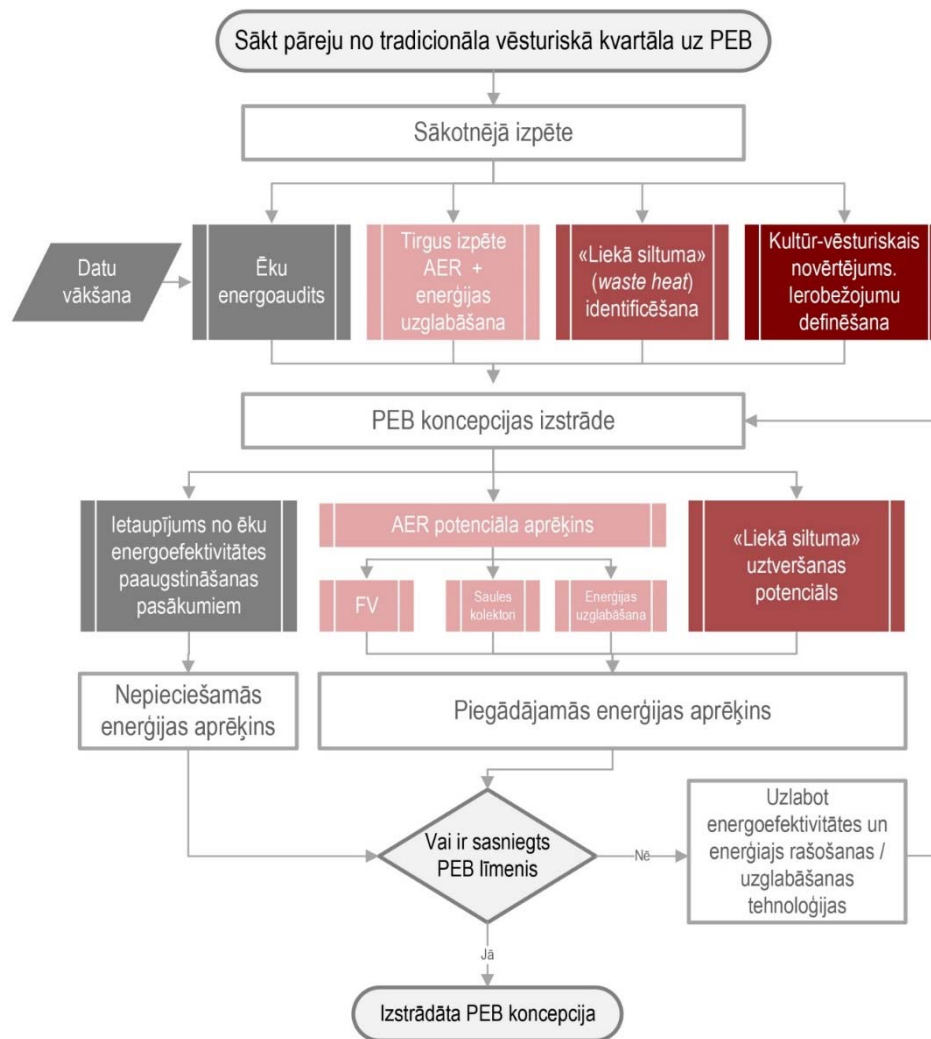 Sākt pāreju no tradicionāla vēsturiskā kvartāla uz PEB
Sākotnējā izpēte
Datu
vākšana
Ēku
energoaudits
Tirgus izpēte
AER +
enerģijas
uzglabāšana
«Liekā siltuma»
(waste heat)
identificēšana
Kultūr-vēsturiskais
novērtējums.
Ierobežojumu
definēšana
PEB koncepcijas izstrāde
Ietaupījums no ēku
energoefektivitātes
paaugstināšanas
pasākumiem
AER potenciāla aprēķins
FV
Saules
kolektori
Enerģijas
uzglabāšana
«Liekā siltuma»
uztveršanas
potenciāls
Nepieciešamās
enerģijas aprēķins
Piegādājamās enerģijas aprēķins
Vai ir sasniegts
PEB līmenis
Nē
Uzlabot
energoefektivitātes un
enerģiajs rašošanas /
uzglabāšanas
tehnoloģijas
Jā
Izstrādāta PEB koncepcija